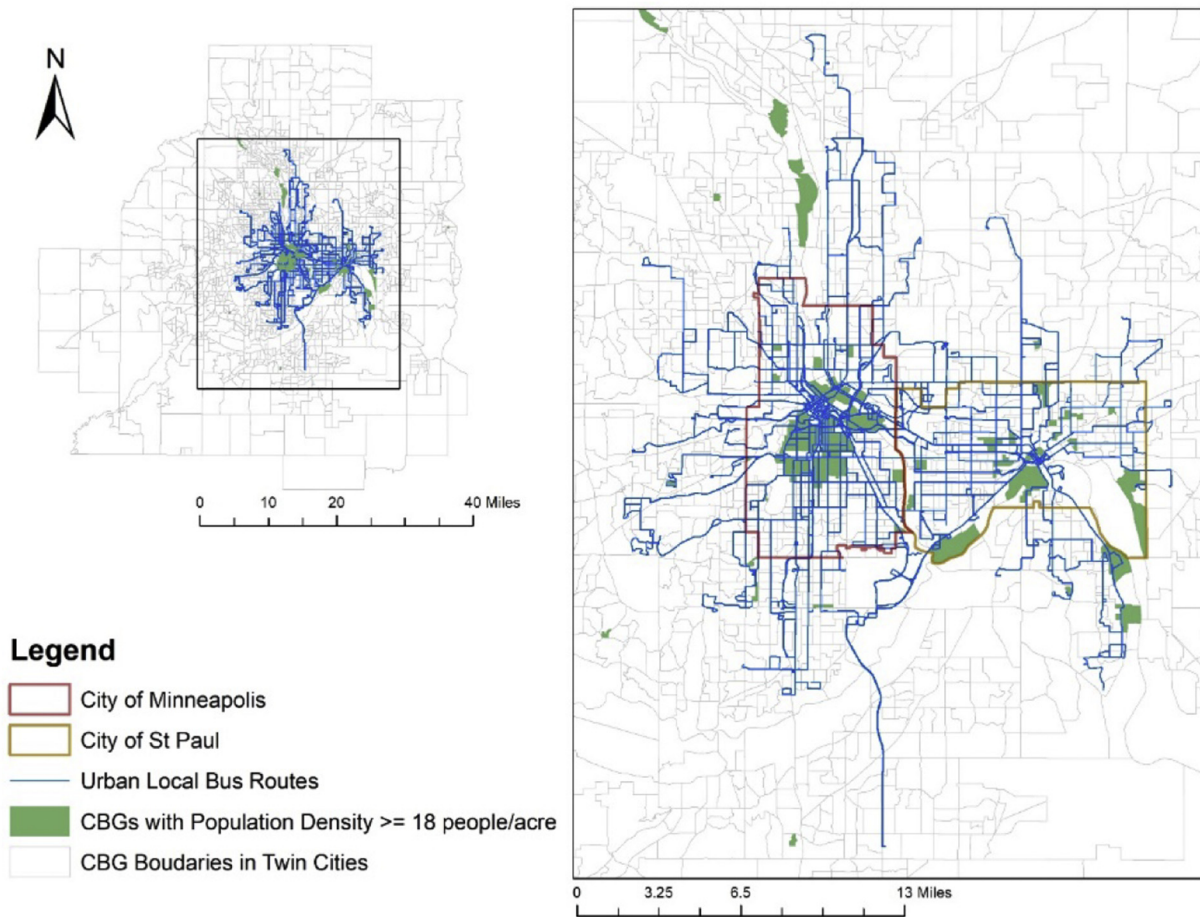 N
0 10 20 40 Miles
Legend
City of Minneapolis
City of St Paul
Urban Local Bus Routes
CBGs with Population Density >= 18 people/acre
CBG Boudaries in Twin Cities
0 3.25 6.5 13 Miles